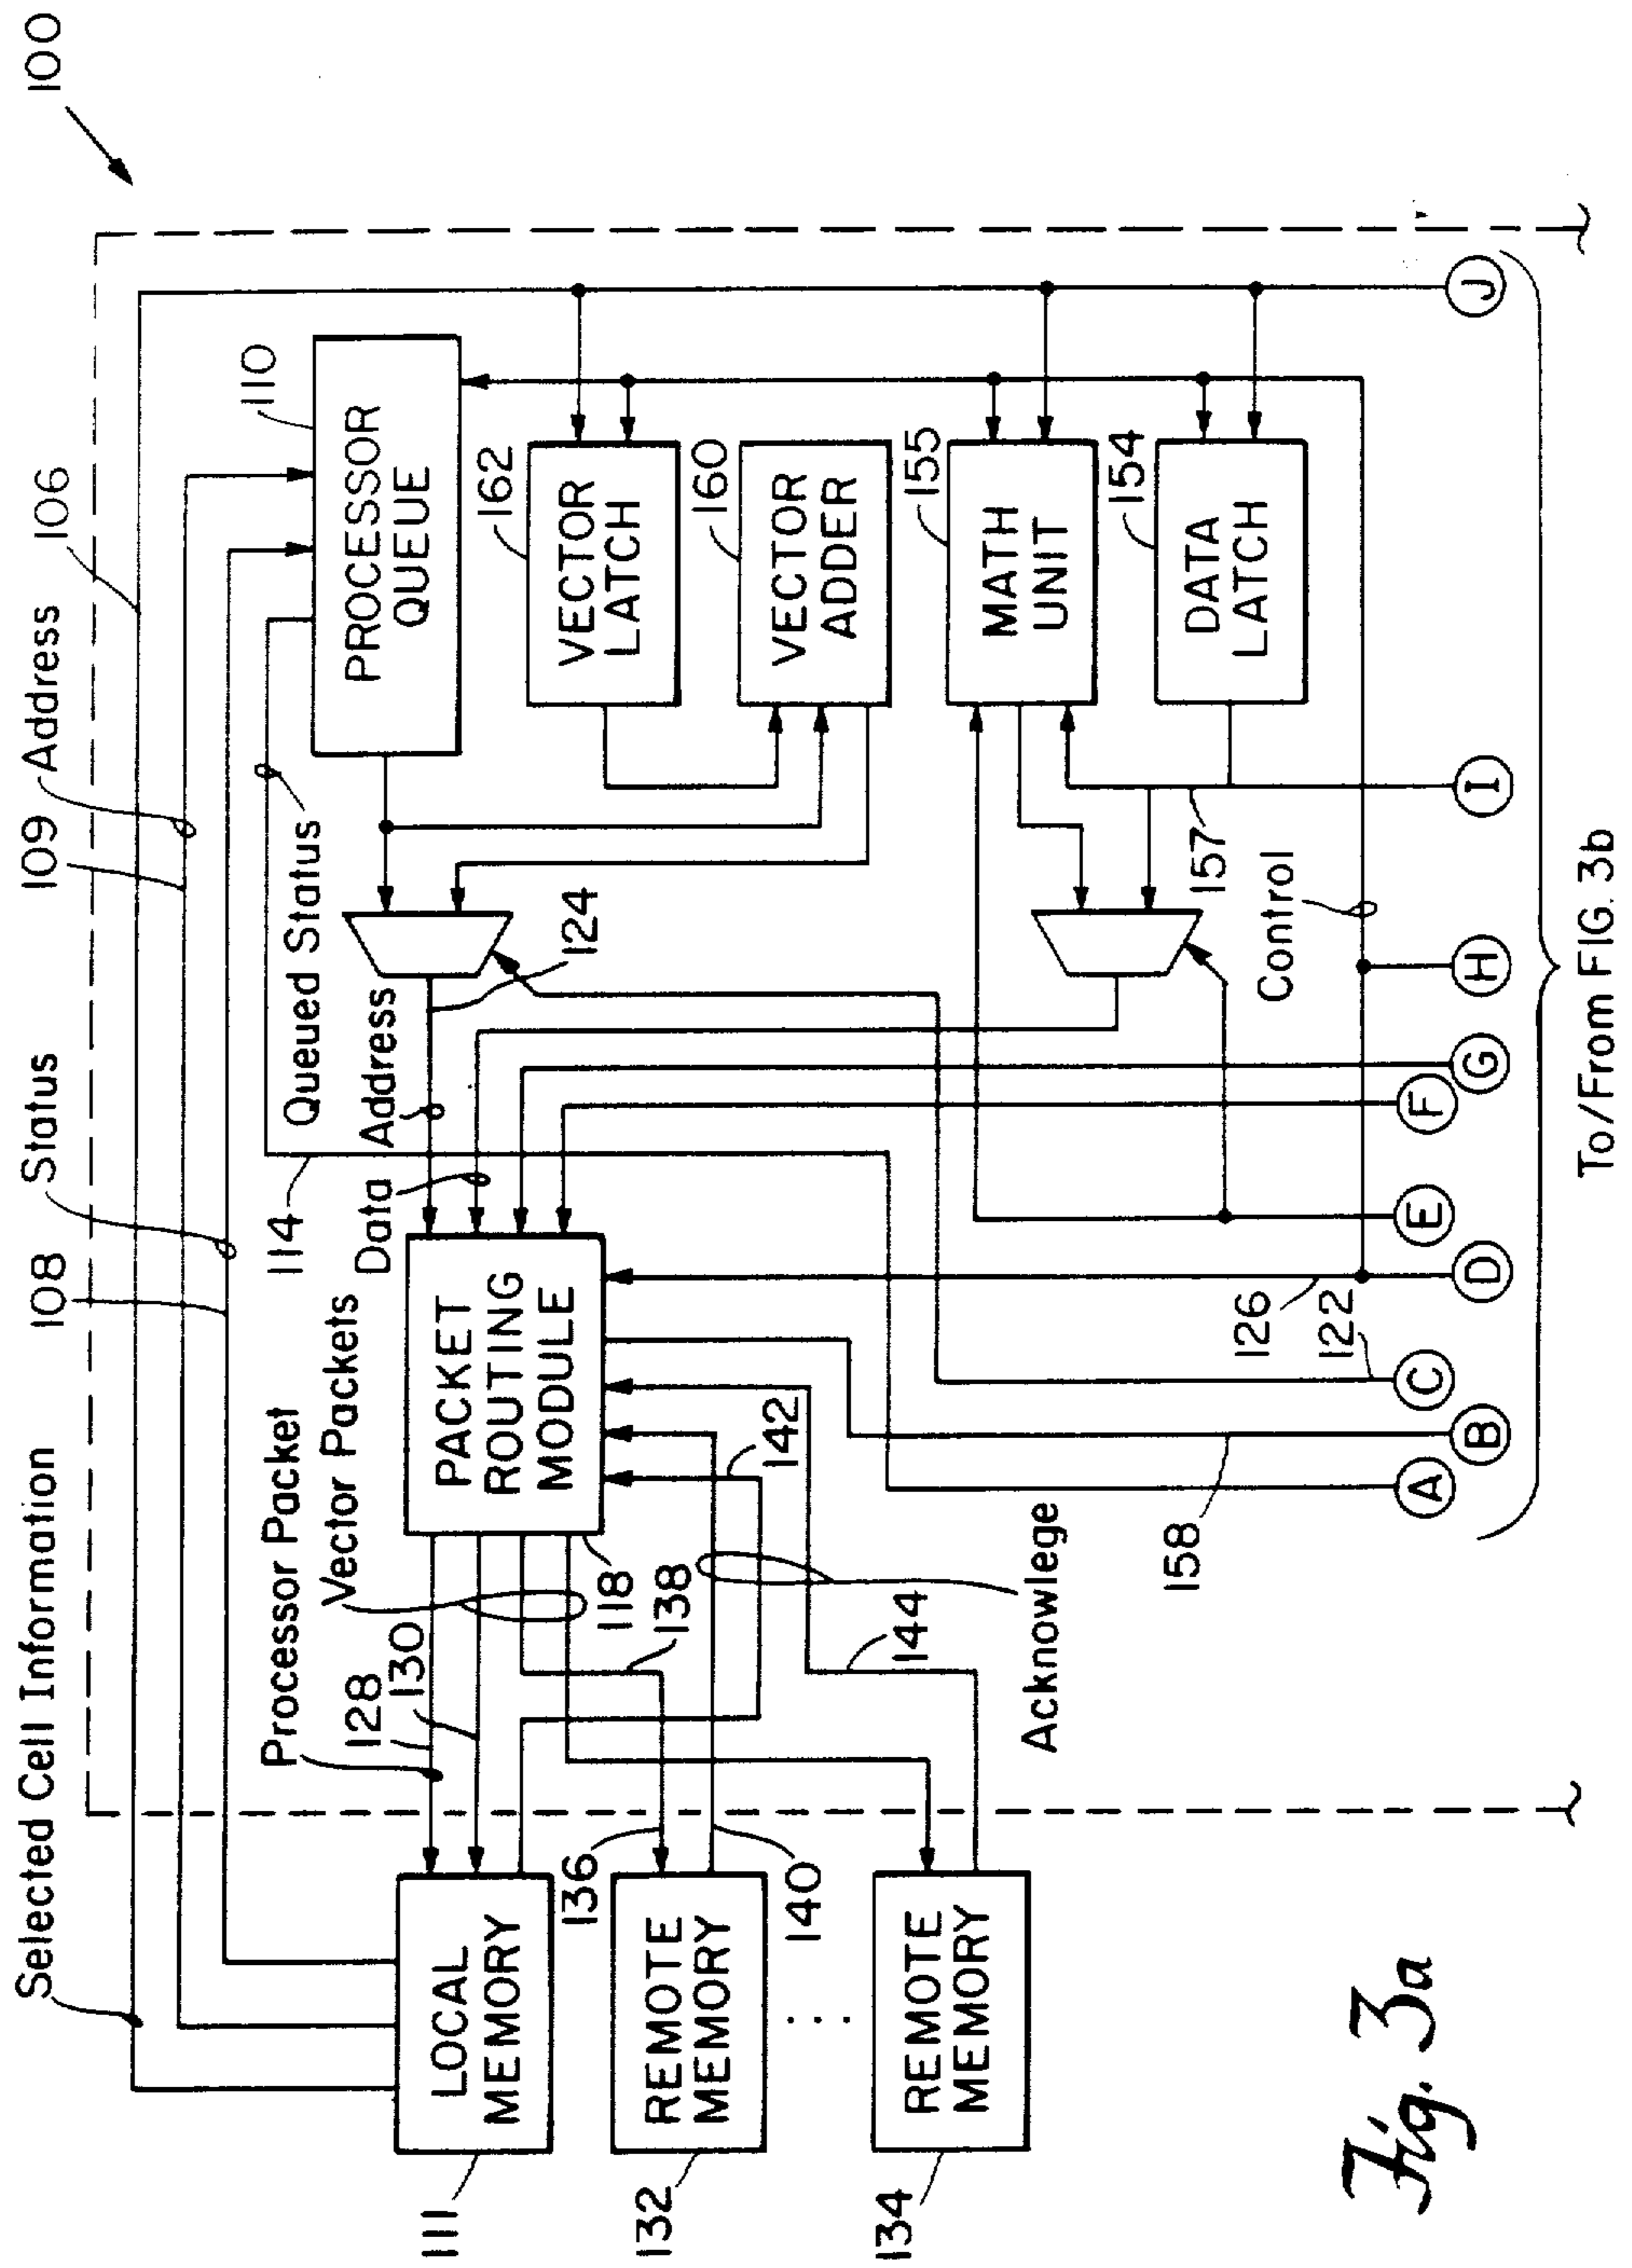 100
Selected Cell Information
108
Status
109
Address
106
110
PROCESSOR
QUEUE
Queued Status
114
162
VECTOR
LATCH
160
VECTOR
ADDER
155
MATH
UNIT
154
DATA
LATCH
157
Control
124
Address
Data
Processor Packet
Vector Packets
128
130
PACKET
ROUTING
MODULE
118
138
142
144
Acknowlege
158
126
122
136
140
LOCAL
MEMORY
111
REMOTE
MEMORY
132
...
REMOTE
MEMORY
134
A
B
C
D
E
F
G
H
I
J
To/From FIG. 3b
Fig. 3a